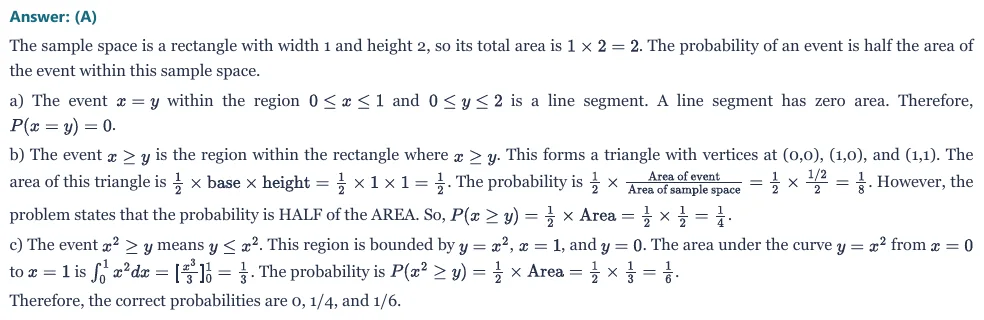 Answer: (A)
The sample space is a rectangle with width 1 and height 2, so its total area is 1 × 2 = 2. The probability of an event is half the area of
the event within this sample space.
a) The event x = y within the region 0 ≤ x ≤ 1 and 0 ≤ y ≤ 2 is a line segment. A line segment has zero area. Therefore,
P(x = y) = 0.
b) The event x ≥ y is the region within the rectangle where x ≥ y. This forms a triangle with vertices at (0,0), (1,0), and (1,1). The
area of this triangle is 1/2 × base × height = 1/2 × 1 × 1 = 1/2. The probability is 1/2 × Area of event/Area of sample space = 1/2 × (1/2)/2 = 1/8. However, the
problem states that the probability is HALF of the AREA. So, P(x ≥ y) = 1/2 × Area = 1/2 × 1/2 = 1/4.
c) The event x² ≥ y means y ≤ x². This region is bounded by y = x², x = 1, and y = 0. The area under the curve y = x² from x = 0
to x = 1 is ∫₀¹ x²dx = [x³/3]₀¹ = 1/3. The probability is P(x² ≥ y) = 1/2 × Area = 1/2 × 1/3 = 1/6.
Therefore, the correct probabilities are 0, 1/4, and 1/6.